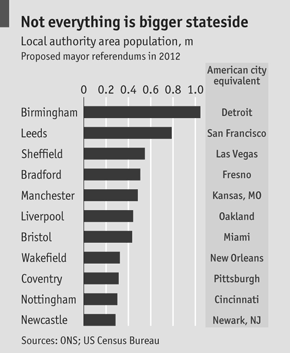 Not everything is bigger stateside
Local authority area population, m
Proposed mayor referendums in 2012
American city
equivalent
0 0.2 0.4 0.6 0.8 1.0
Birmingham Detroit
Leeds San Francisco
Sheffield Las Vegas
Bradford Fresno
Manchester Kansas, MO
Liverpool Oakland
Bristol Miami
Wakefield New Orleans
Coventry Pittsburgh
Nottingham Cincinnati
Newcastle Newark, NJ
Sources: ONS; US Census Bureau